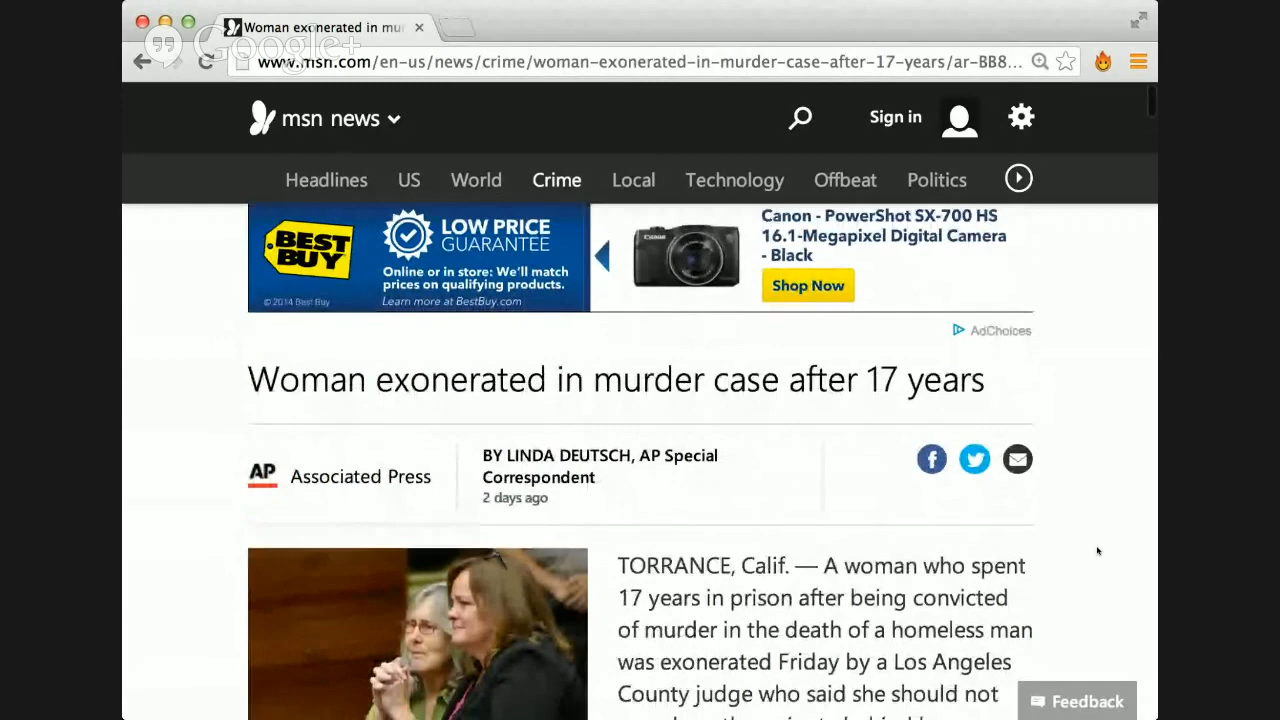 Woman exonerated in mur
Google+
www.msn.com/en-us/news/crime/woman-exonerated-in-murder-case-after-17-years/ar-BB8...
msn news
Sign in
Headlines US World Crime Local Technology Offbeat Politics
BEST BUY
LOW PRICE
GUARANTEE
Online or in store: We'll match
prices on qualifying products.
© 2014 Best Buy
Learn more at BestBuy.com
Canon - PowerShot SX-700 HS
16.1-Megapixel Digital Camera
- Black
Shop Now
AdChoices
Woman exonerated in murder case after 17 years
AP Associated Press
BY LINDA DEUTSCH, AP Special
Correspondent
2 days ago
TORRANCE, Calif. — A woman who spent
17 years in prison after being convicted
of murder in the death of a homeless man
was exonerated Friday by a Los Angeles
County judge who said she should not
Feedback